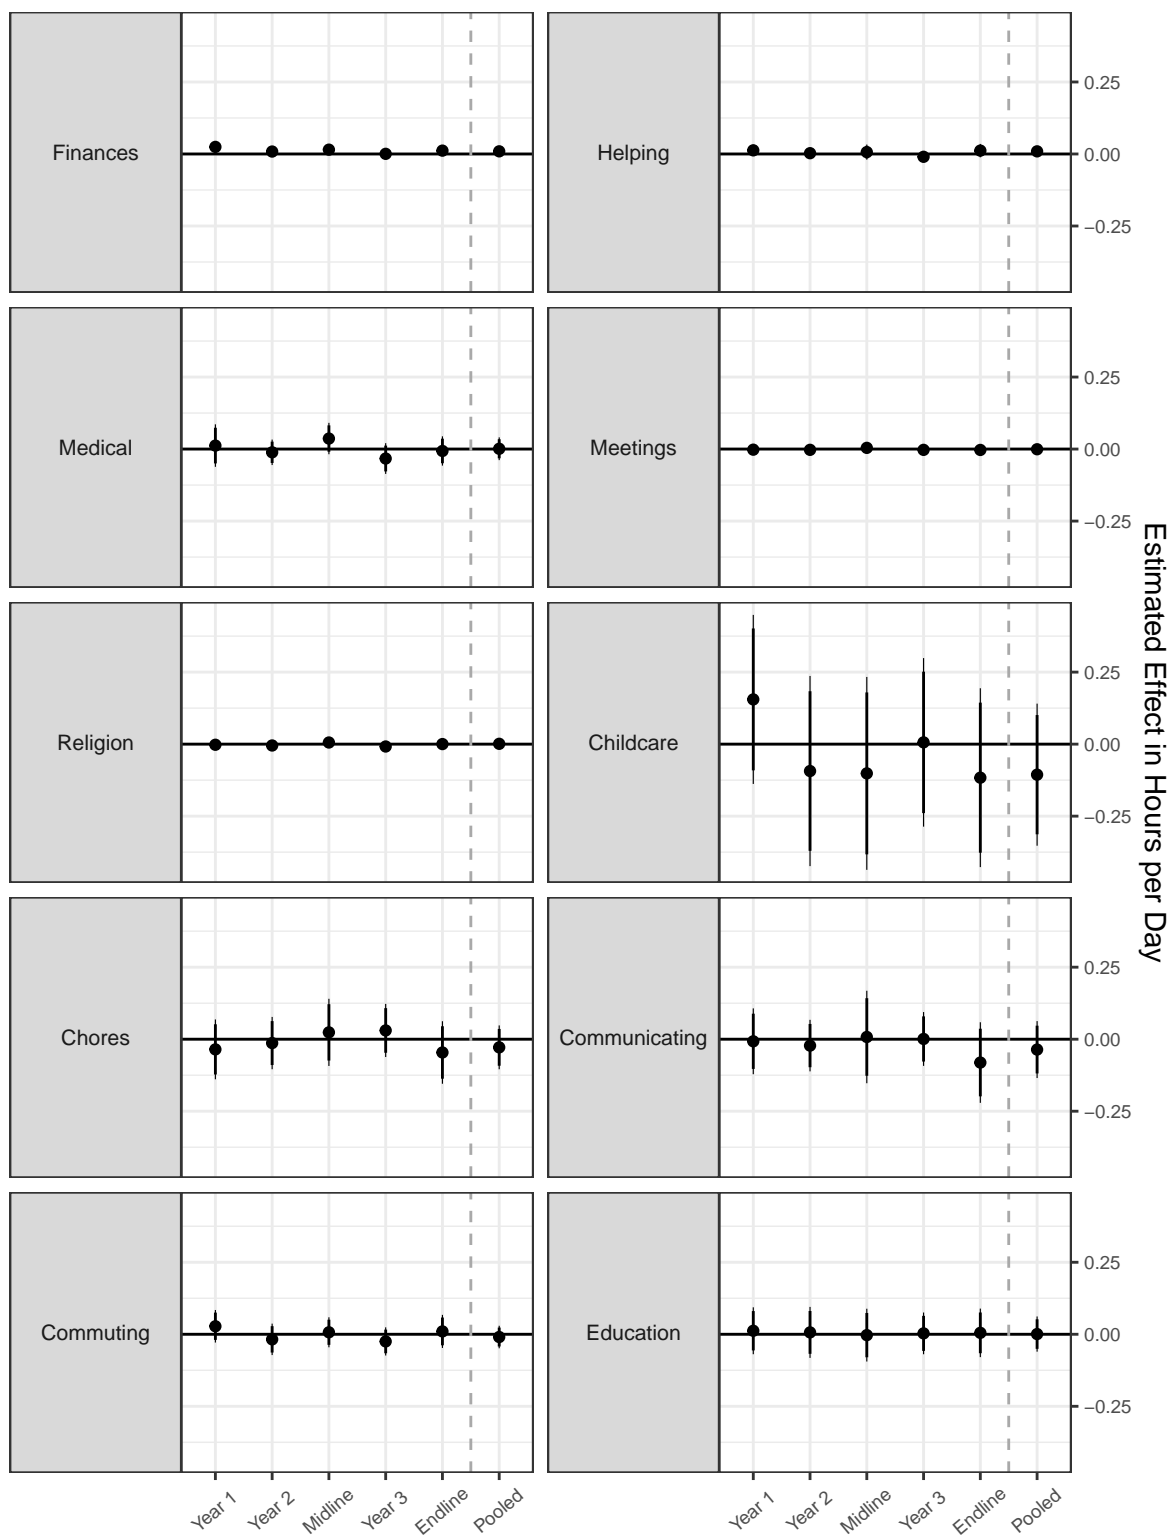 Finances
Helping
0.25
0.00
−0.25
Medical
Meetings
0.25
0.00
−0.25
Religion
Childcare
0.25
0.00
−0.25
Chores
Communicating
0.25
0.00
−0.25
Commuting
Education
0.25
0.00
−0.25
Year 1 Year 2 Midline Year 3 Endline Pooled
Year 1 Year 2 Midline Year 3 Endline Pooled
Estimated Effect in Hours per Day